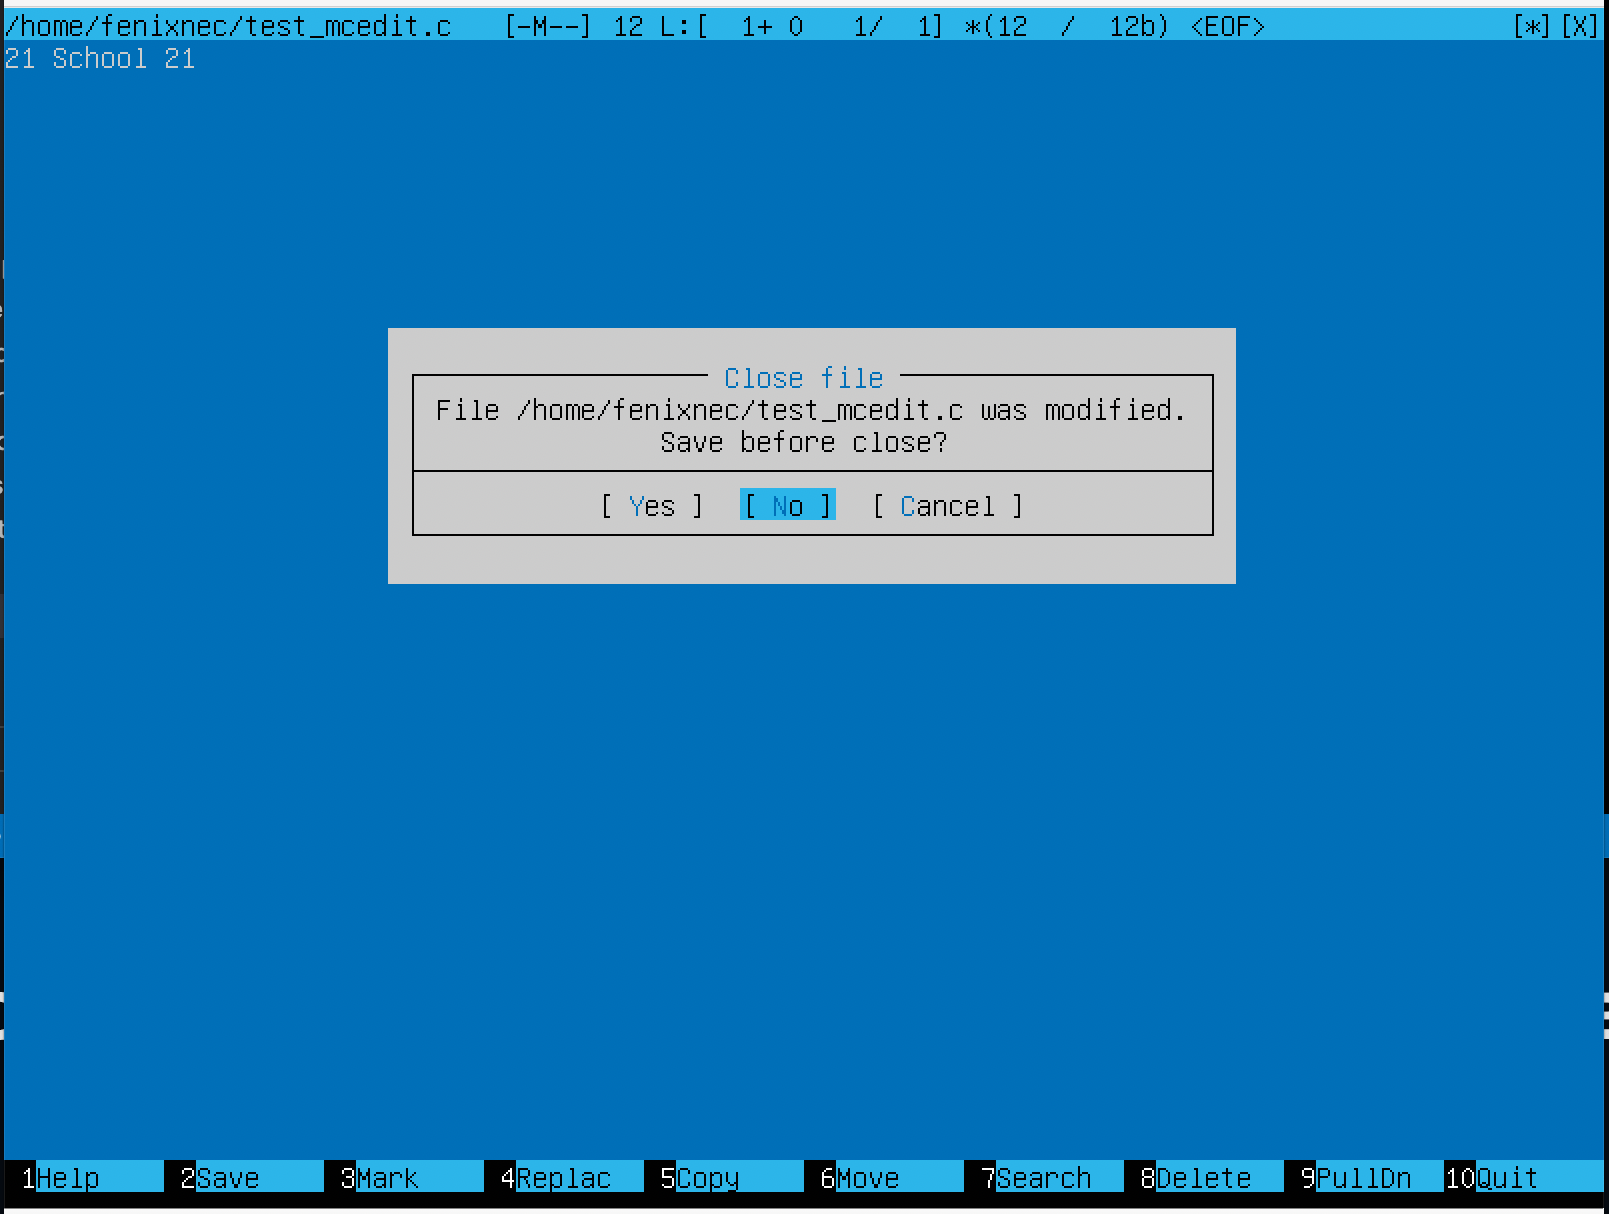 /home/fenixnec/test_mcedit.c   [-M--] 12 L:[  1+ 0   1/  1] *(12  /  12b) <EOF>   [*][X]
21 School 21
Close file
File /home/fenixnec/test_mcedit.c was modified.
Save before close?
[ Yes ]  [ No ]  [ Cancel ]
1Help  2Save  3Mark  4Replac  5Copy  6Move  7Search  8Delete  9PullDn  10Quit